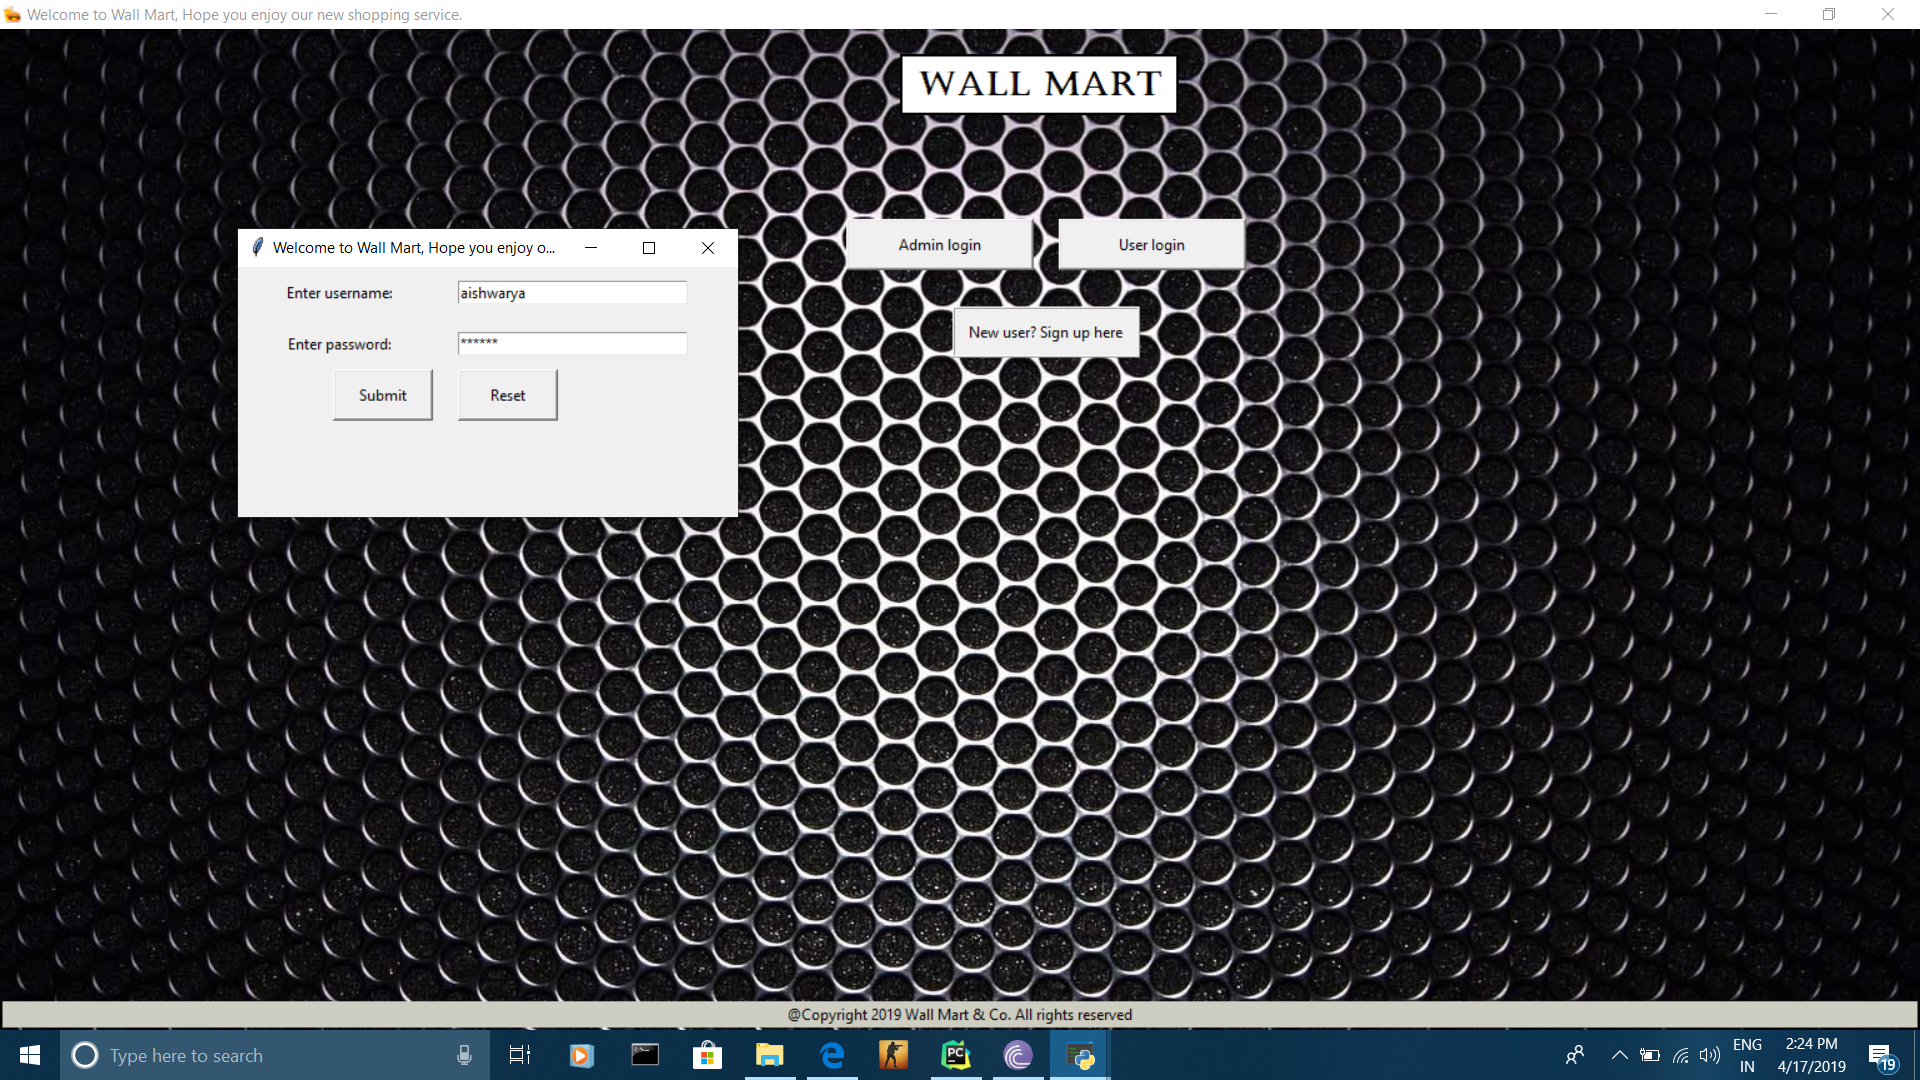 Welcome to Wall Mart, Hope you enjoy our new shopping service.
WALL MART
Admin login
User login
New user? Sign up here
Welcome to Wall Mart, Hope you enjoy o...
Enter username:
aishwarya
Enter password:
******
Submit
Reset
@Copyright 2019 Wall Mart & Co. All rights reserved
Type here to search
PC
ENG
IN
2:24 PM
4/17/2019
19